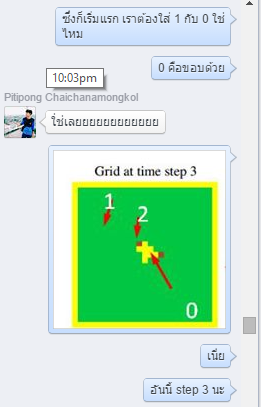 ซึ่งก็เริ่มแรก เราต้องใส่ 1 กับ 0 ใช่
ไหม
0 คือขอบด้วย
10:03pm
Pitipong Chaichanamongkol
ใช่เลยยยยยยยยยยยย
Grid at time step 3
1
2
0
เนี่ย
อันนี้ step 3 นะ